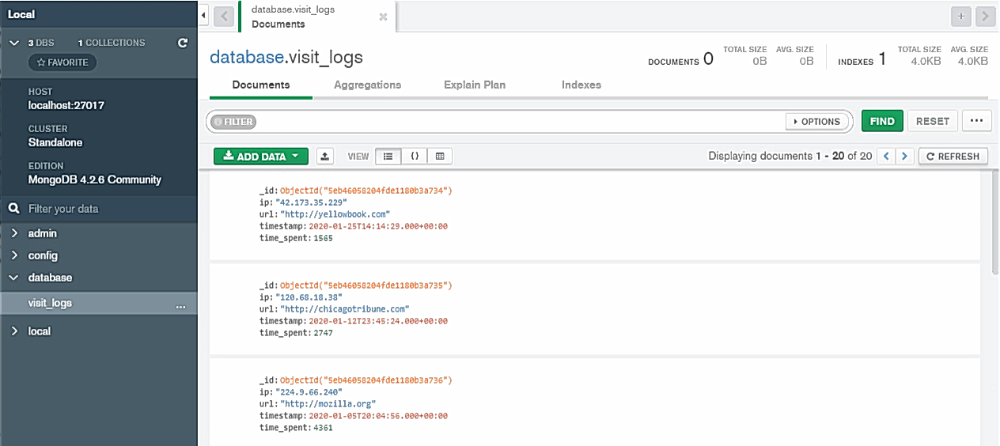 Local
3 DBS 1 COLLECTIONS
FAVORITE
HOST
localhost:27017
CLUSTER
Standalone
EDITION
MongoDB 4.2.6 Community
Filter your data
admin
config
database
visit_logs ...
local
database.visit_logs
Documents
database.visit_logs
DOCUMENTS 0 TOTAL SIZE 0B AVG. SIZE 0B INDEXES 1 TOTAL SIZE 4.0KB AVG. SIZE 4.0KB
Documents Aggregations Explain Plan Indexes
FILTER OPTIONS FIND RESET ...
ADD DATA VIEW {} Displaying documents 1 - 20 of 20 < > REFRESH
_id: ObjectId("5eb46058204fde1180b3a734")
ip: "42.173.35.229"
url: "http://yellowbook.com"
timestamp: 2020-01-25T14:14:29.000+00:00
time_spent: 1565
_id: ObjectId("5eb46058204fde1180b3a735")
ip: "120.68.18.38"
url: "http://chicagotribune.com"
timestamp: 2020-01-12T23:45:24.000+00:00
time_spent: 2747
_id: ObjectId("5eb46058204fde1180b3a736")
ip: "224.9.66.240"
url: "http://mozilla.org"
timestamp: 2020-01-05T20:04:56.000+00:00
time_spent: 4361